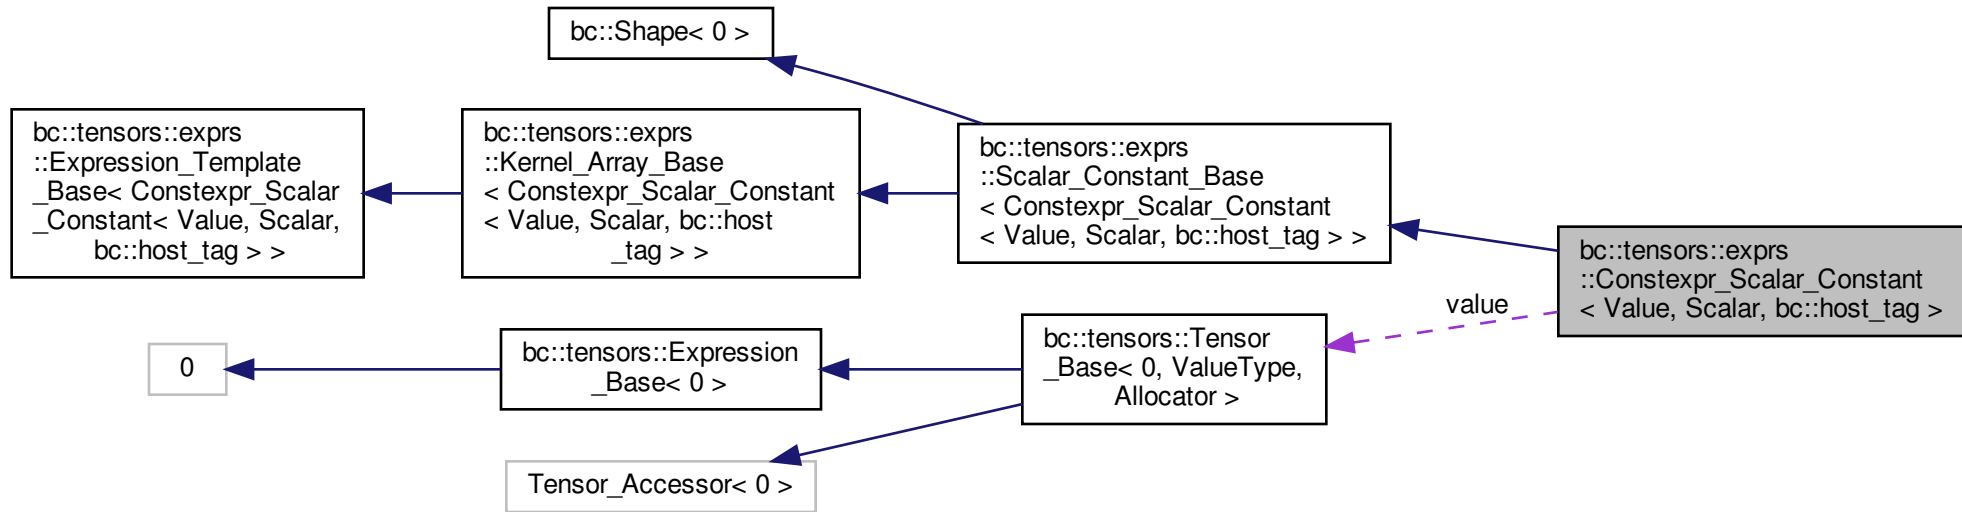 bc::Shape< 0 >
bc::tensors::exprs
::Expression_Template
_Base< Constexpr_Scalar
_Constant< Value, Scalar,
bc::host_tag > >
bc::tensors::exprs
::Kernel_Array_Base
< Constexpr_Scalar_Constant
< Value, Scalar, bc::host
_tag > >
bc::tensors::exprs
::Scalar_Constant_Base
< Constexpr_Scalar_Constant
< Value, Scalar, bc::host_tag > >
bc::tensors::exprs
::Constexpr_Scalar_Constant
< Value, Scalar, bc::host_tag >
value
0
bc::tensors::Expression
_Base< 0 >
bc::tensors::Tensor
_Base< 0, ValueType,
Allocator >
Tensor_Accessor< 0 >